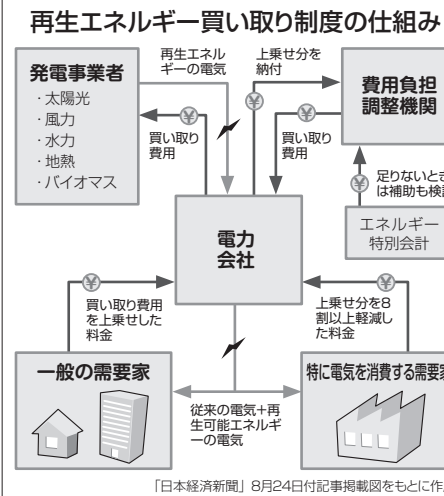 再生エネルギー買い取り制度の仕組み
発電事業者
・太陽光
・風力
・水力
・地熱
・バイオマス
再生エネル
ギーの電気
上乗せ分を
納付
費用負担
調整機関
¥
¥
¥
買い取り
費用
買い取り
費用
¥
足りないとき
は補助も検
エネルギー
特別会計
電力
会社
¥
買い取り費用
を上乗せした
料金
¥
上乗せ分を8
割以上軽減し
た料金
一般の需要家
特に電気を消費する需要家
従来の電気+再
生可能エネルギ
ーの電気
「日本経済新聞」8月24日付記事掲載図をもとに作